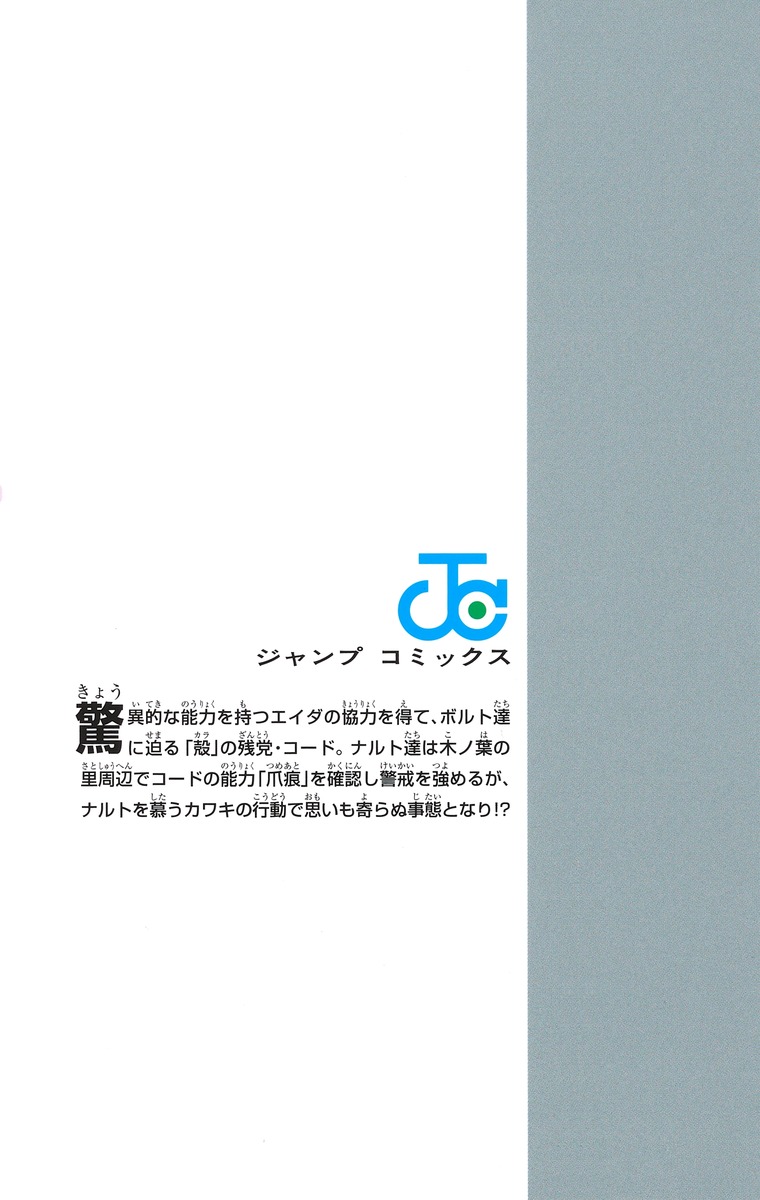 JC
ジャンプ コミックス
驚異的な能力を持つエイダの協力を得て、ボルト達
に迫る「殻」の残党・コード。ナルト達は木ノ葉の
里周辺でコードの能力「爪痕」を確認し警戒を強めるが、
ナルトを慕うカワキの行動で思いも寄らぬ事態となり!?